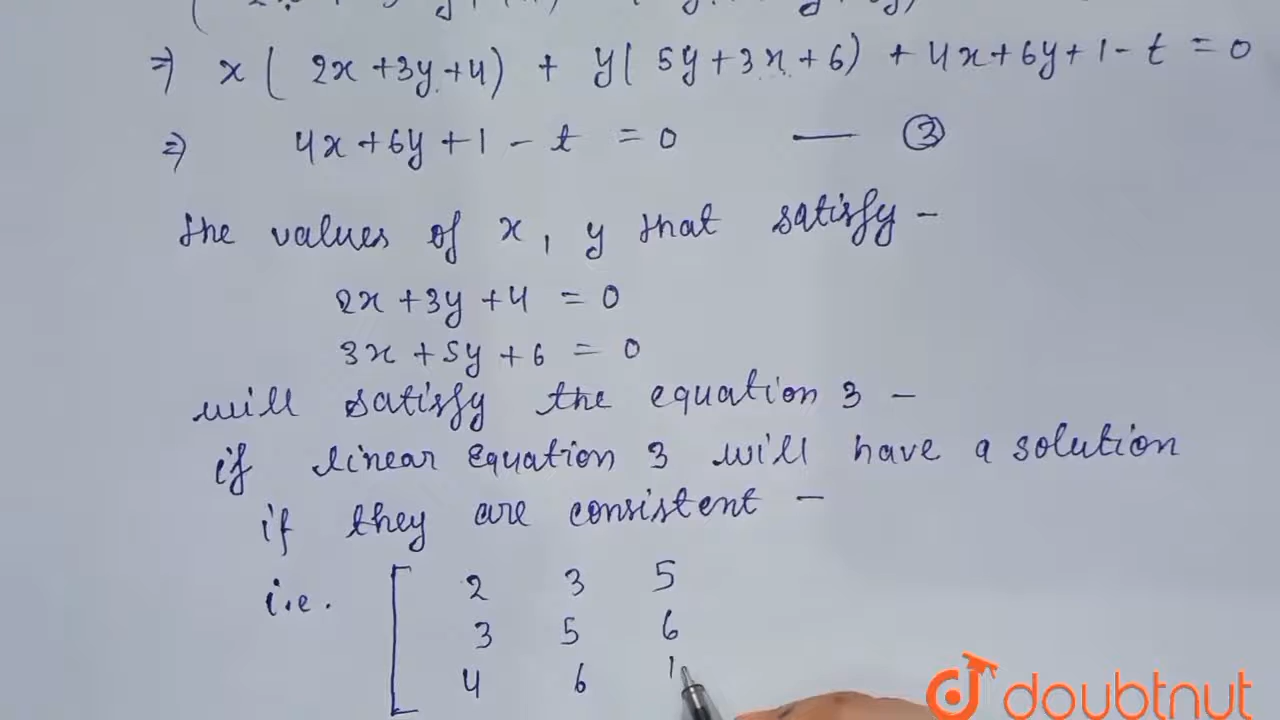 ⇒ x ( 2x + 3y + 4) + y( 5y + 3x + 6) + 4x + 6y + 1 - t = 0
⇒ 4x + 6y + 1 - t = 0 — ③
the values of x, y that satisfy -
2x + 3y + 4 = 0
3x + 5y + 6 = 0
will satisfy the equation 3 -
if linear equation 3 will have a solution
if they are consistent -
i.e. [ 2 3 5
3 5 6
4 6 1
doubtnut